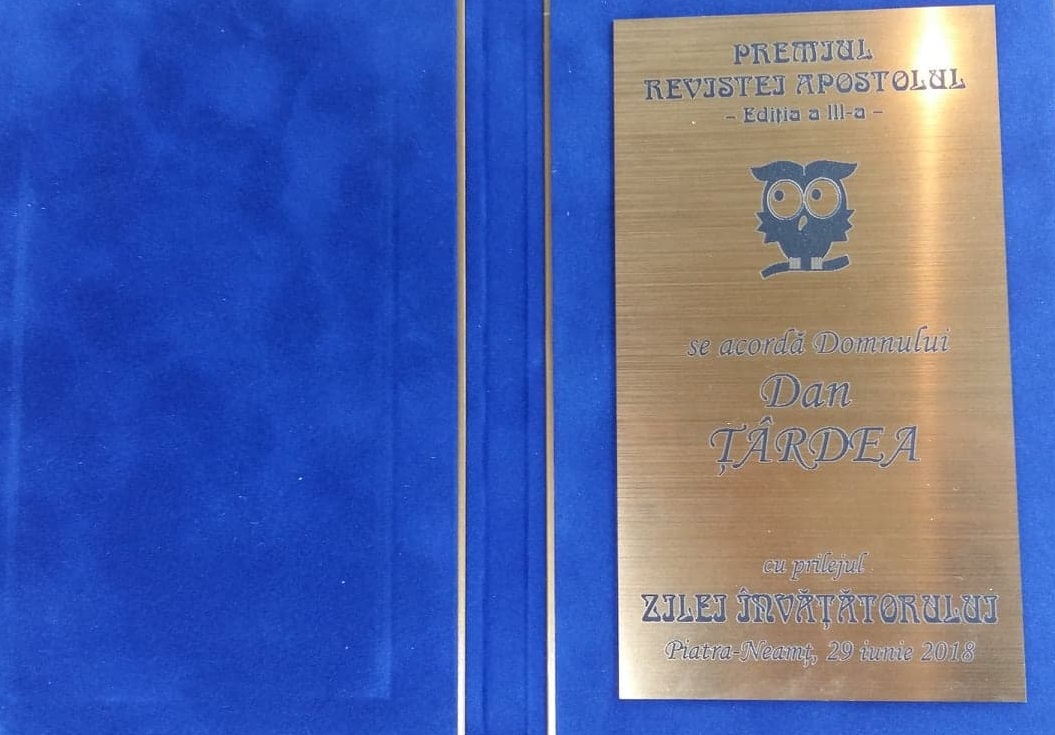 PREMIUL
REVISTEI APOSTOLUL
– Ediția a III-a –
se acordă Domnului
Dan
ȚÂRDEA
cu prilejul
ZILEI ÎNVĂȚĂTORULUI
Piatra-Neamț, 29 iunie 2018